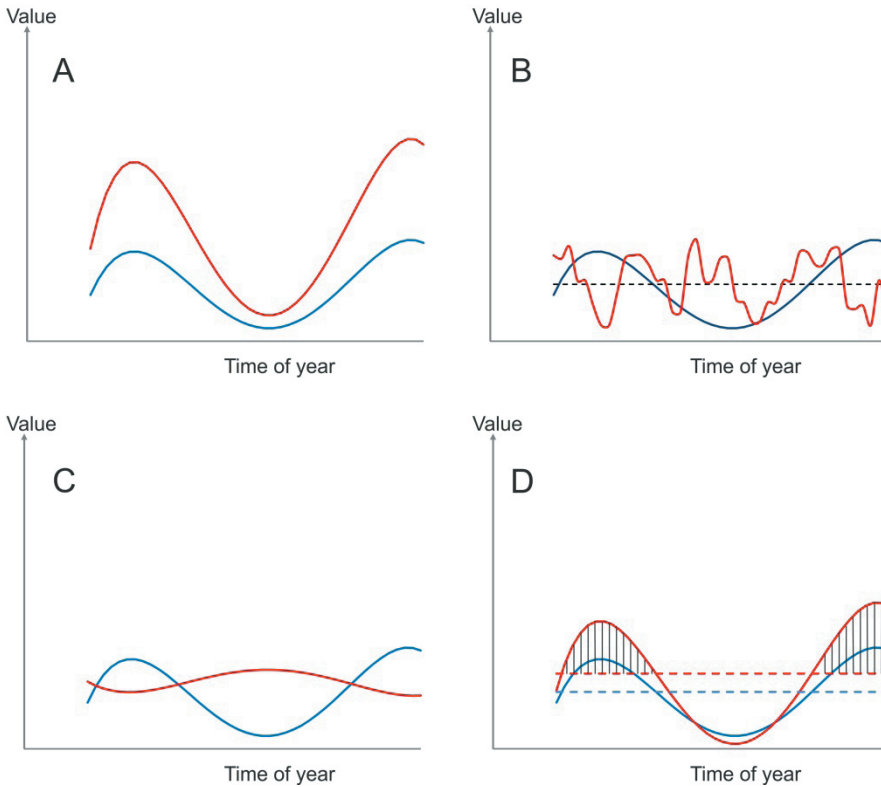 Value
A
Time of year
Value
B
Time of year
Value
C
Time of year
Value
D
Time of year